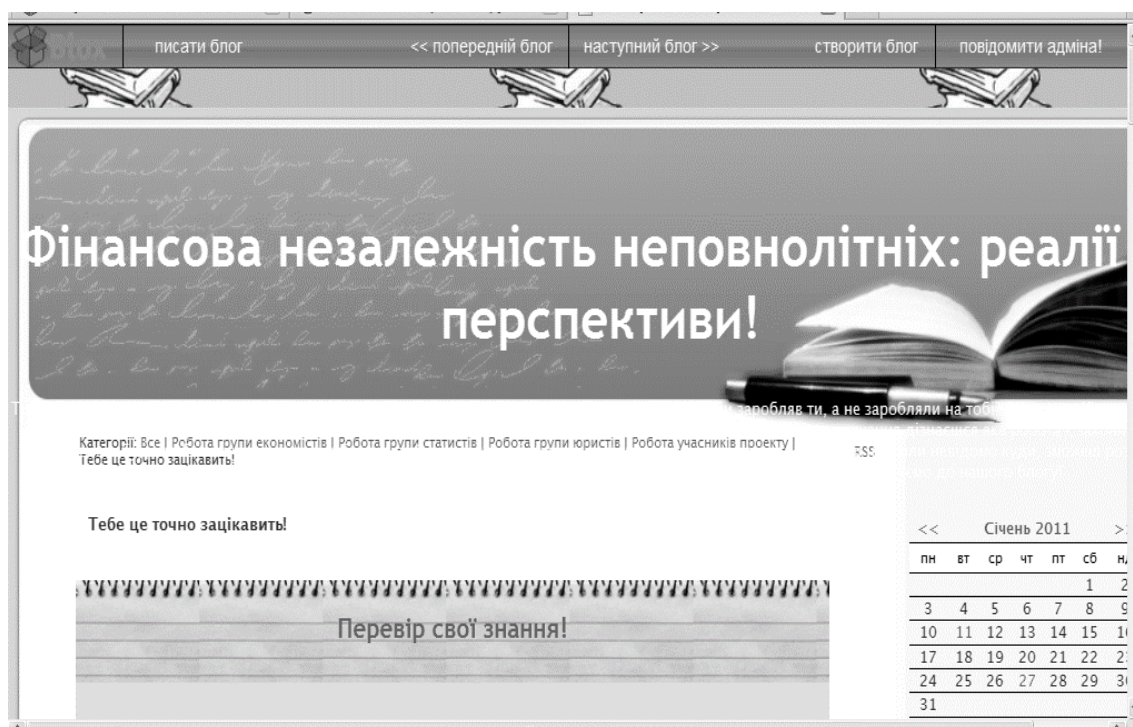 Blox писати блог << попередній блог наступний блог >> створити блог повідомити адміна!
Фінансова незалежність неповнолітніх: реалії
перспективи!
заробляв ти, а не заробляли на тобі
Категорії: Все | Робота групи економістів | Робота групи статистів | Робота групи юристів | Робота учасників проекту |
Тебе це точно зацікавить!
RSS
Тебе це точно зацікавить!
<< Січень 2011 >
пн вт ср чт пт сб
1 2
3 4 5 6 7 8 9
10 11 12 13 14 15
17 18 19 20 21 22
24 25 26 27 28 29
31
Перевір свої знання!